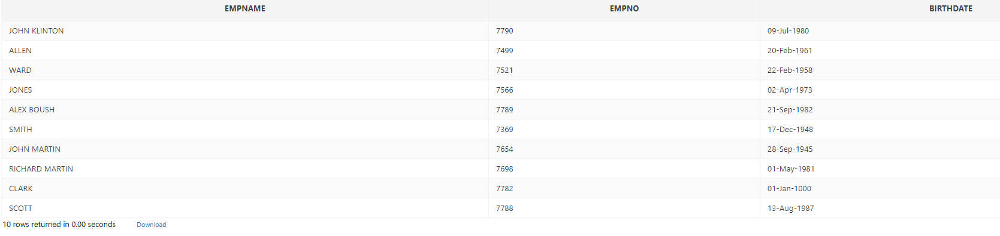 EMPNAME EMPNO BIRTHDATE
JOHN KLINTON 7790 09-Jul-1980
ALLEN 7499 20-Feb-1961
WARD 7521 22-Feb-1958
JONES 7566 02-Apr-1973
ALEX BOUSH 7789 21-Sep-1982
SMITH 7369 17-Dec-1948
JOHN MARTIN 7654 28-Sep-1945
RICHARD MARTIN 7698 01-May-1981
CLARK 7782 01-Jan-1000
SCOTT 7788 13-Aug-1987
10 rows returned in 0.00 seconds Download